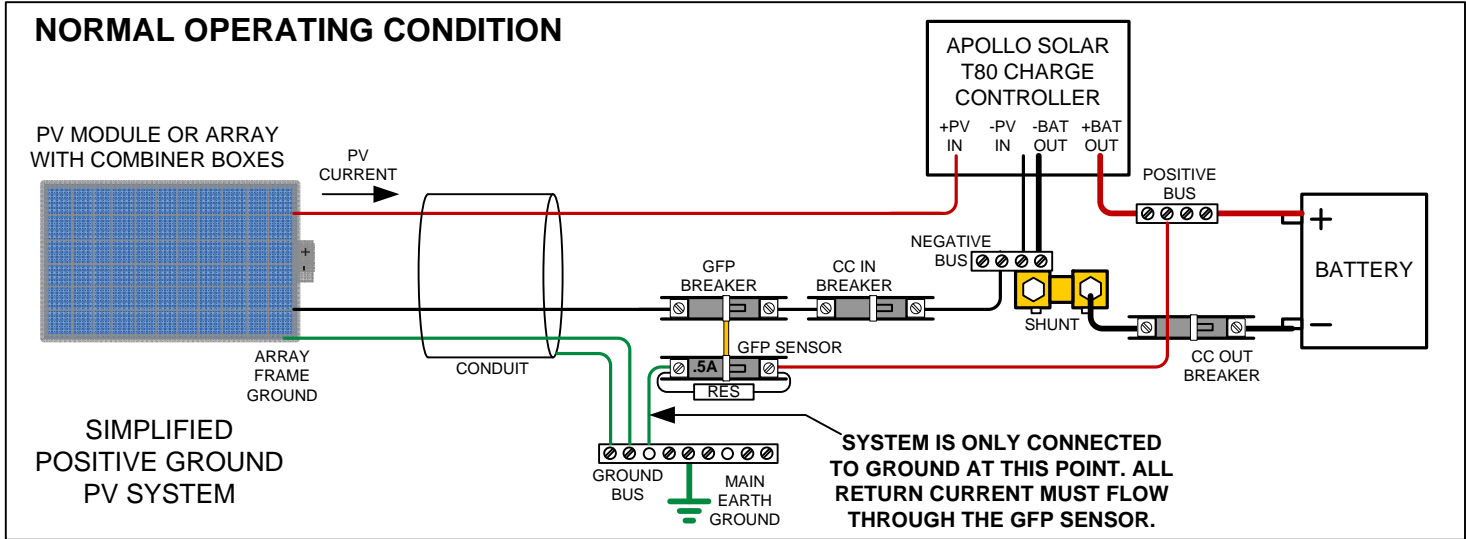 NORMAL OPERATING CONDITION
APOLLO SOLAR
T80 CHARGE
CONTROLLER
+PV -PV -BAT +BAT
IN IN OUT OUT
PV MODULE OR ARRAY
WITH COMBINER BOXES
PV
CURRENT
POSITIVE
BUS
+
-
NEGATIVE
BUS
GFP
BREAKER
CC IN
BREAKER
+
BATTERY
–
SHUNT
CC OUT
BREAKER
GFP SENSOR
.5A
RES
ARRAY
FRAME
GROUND
CONDUIT
SIMPLIFIED
POSITIVE GROUND
PV SYSTEM
GROUND
BUS
MAIN
EARTH
GROUND
SYSTEM IS ONLY CONNECTED
TO GROUND AT THIS POINT. ALL
RETURN CURRENT MUST FLOW
THROUGH THE GFP SENSOR.